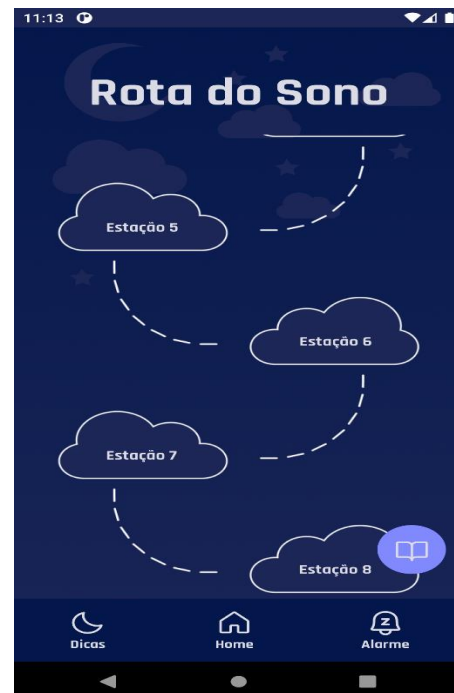 11:13
Rota do Sono
Estação 5
Estação 6
Estação 7
Estação 8
Dicas
Home
Alarme